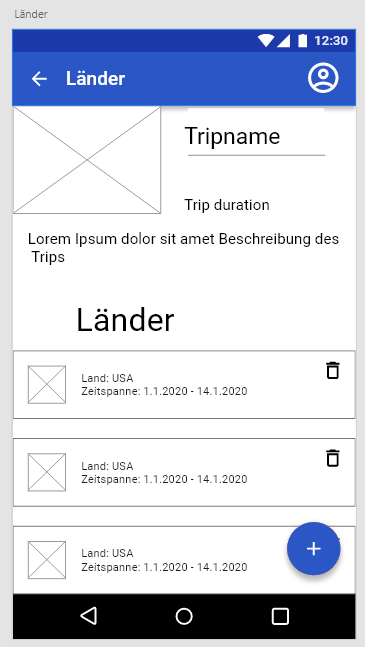 Länder
12:30
Länder
Tripname
Trip duration
Lorem Ipsum dolor sit amet Beschreibung des
Trips
Länder
Land: USA
Zeitspanne: 1.1.2020 - 14.1.2020
Land: USA
Zeitspanne: 1.1.2020 - 14.1.2020
Land: USA
Zeitspanne: 1.1.2020 - 14.1.2020